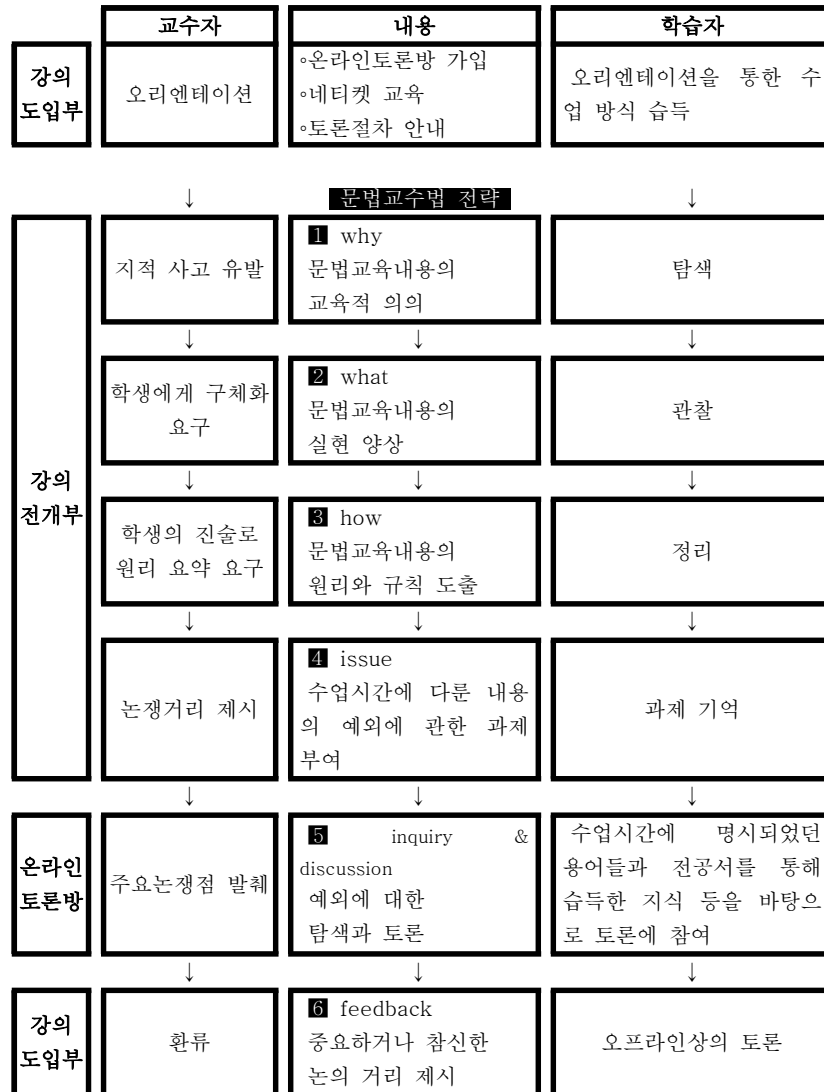 교수자 내용 학습자
강의
도입부
오리엔테이션
∘온라인토론방 가입
∘네티켓 교육
∘토론절차 안내
오리엔테이션을 통한 수
업 방식 습득
↓ 문법교수법 전략 ↓
강의
전개부
지적 사고 유발
1 why
문법교육내용의
교육적 의의
탐색
↓ ↓ ↓
학생에게 구체화
요구
2 what
문법교육내용의
실현 양상
관찰
↓ ↓ ↓
학생의 진술로
원리 요약 요구
3 how
문법교육내용의
원리와 규칙 도출
정리
↓ ↓ ↓
논쟁거리 제시
4 issue
수업시간에 다룬 내용
의 예외에 관한 과제
부여
과제 기억
↓ ↓ ↓
온라인
토론방
주요논쟁점 발췌
5 inquiry &
discussion
예외에 대한
탐색과 토론
수업시간에 명시되었던
용어들과 전공서를 통해
습득한 지식 등을 바탕으
로 토론에 참여
↓ ↓ ↓
강의
도입부
환류
6 feedback
중요하거나 참신한
논의 거리 제시
오프라인상의 토론